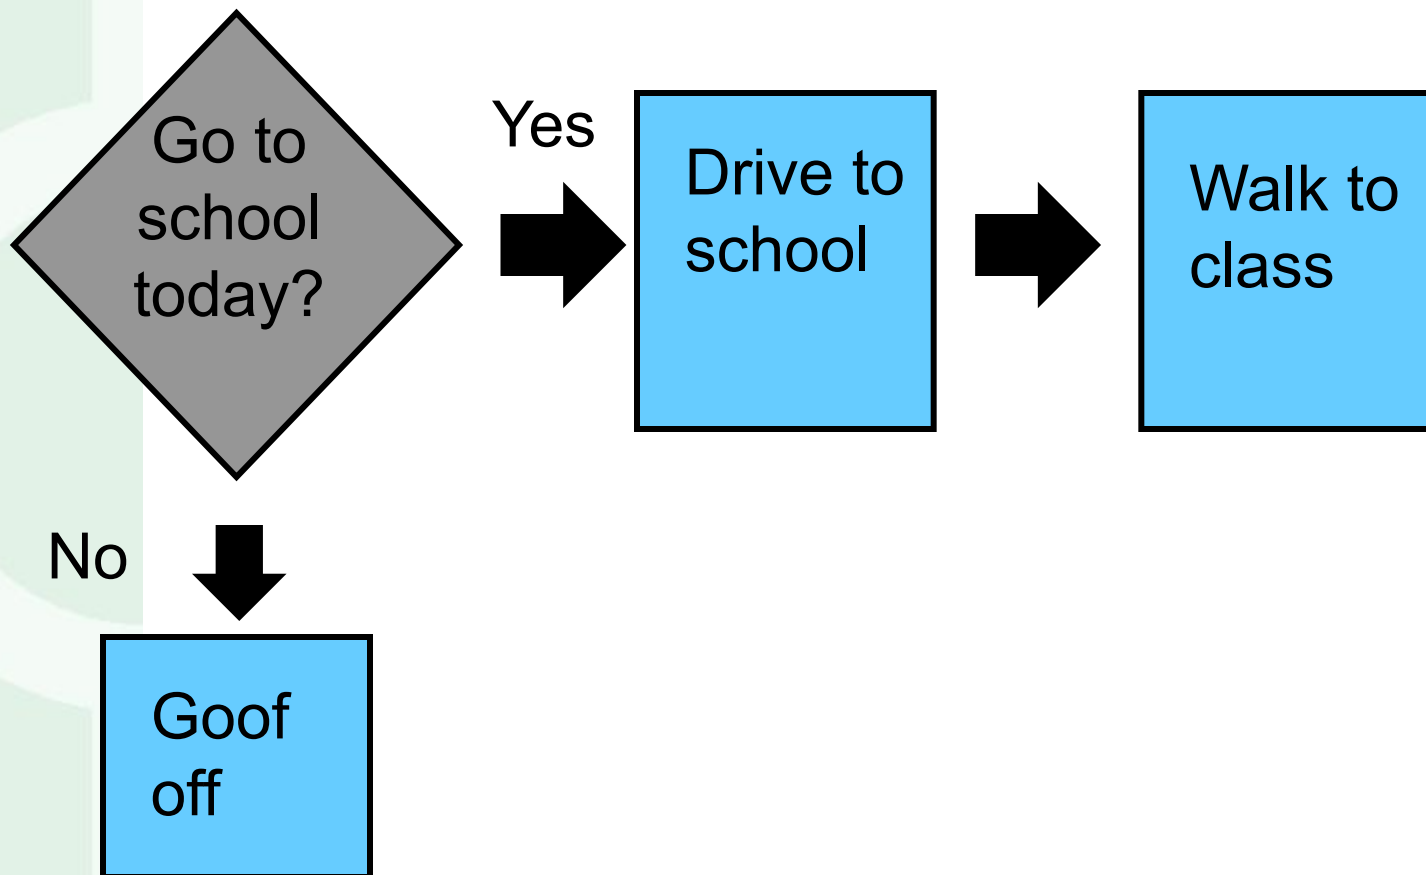 Go to
school
today?
Yes
Drive to
school
Walk to
class
No
Goof
off